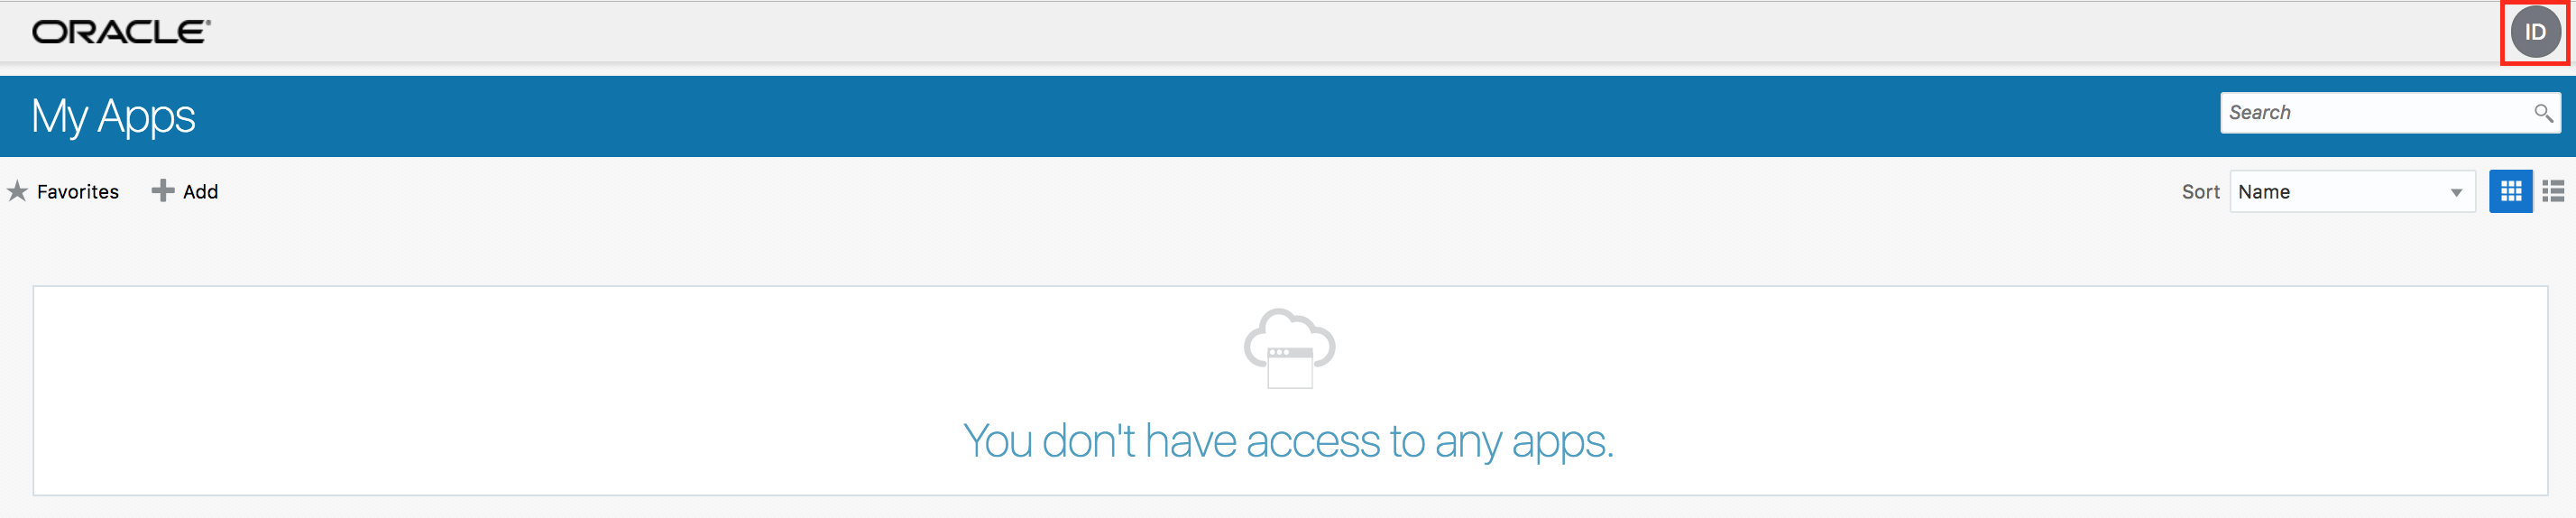 ORACLE®
ID
My Apps
Search
Favorites Add
Sort Name
You don't have access to any apps.